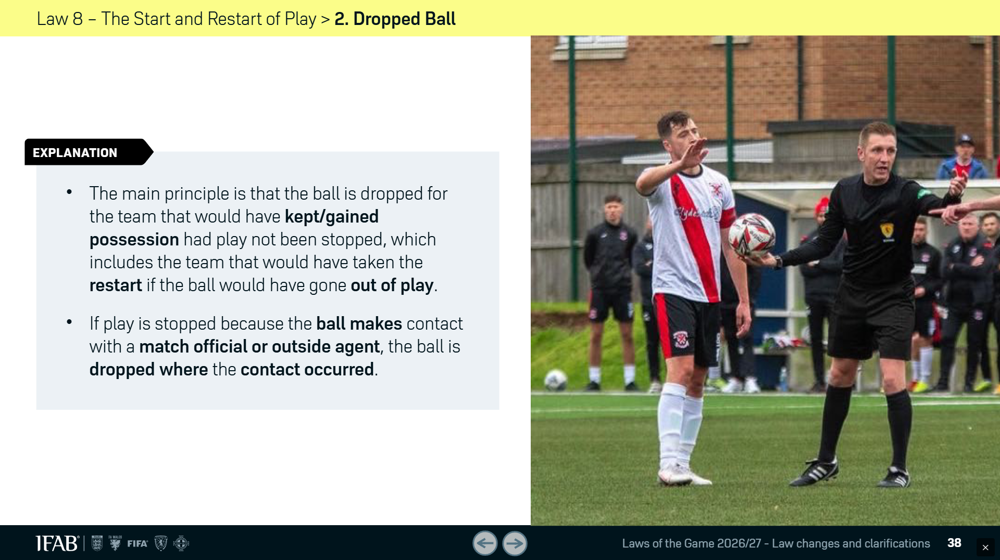 Law 8 – The Start and Restart of Play > 2. Dropped Ball
EXPLANATION
• The main principle is that the ball is dropped for
the team that would have kept/gained
possession had play not been stopped, which
includes the team that would have taken the
restart if the ball would have gone out of play.
• If play is stopped because the ball makes contact
with a match official or outside agent, the ball is
dropped where the contact occurred.
IFAB
FA WALES
FIFA
Laws of the Game 2026/27 - Law changes and clarifications
38